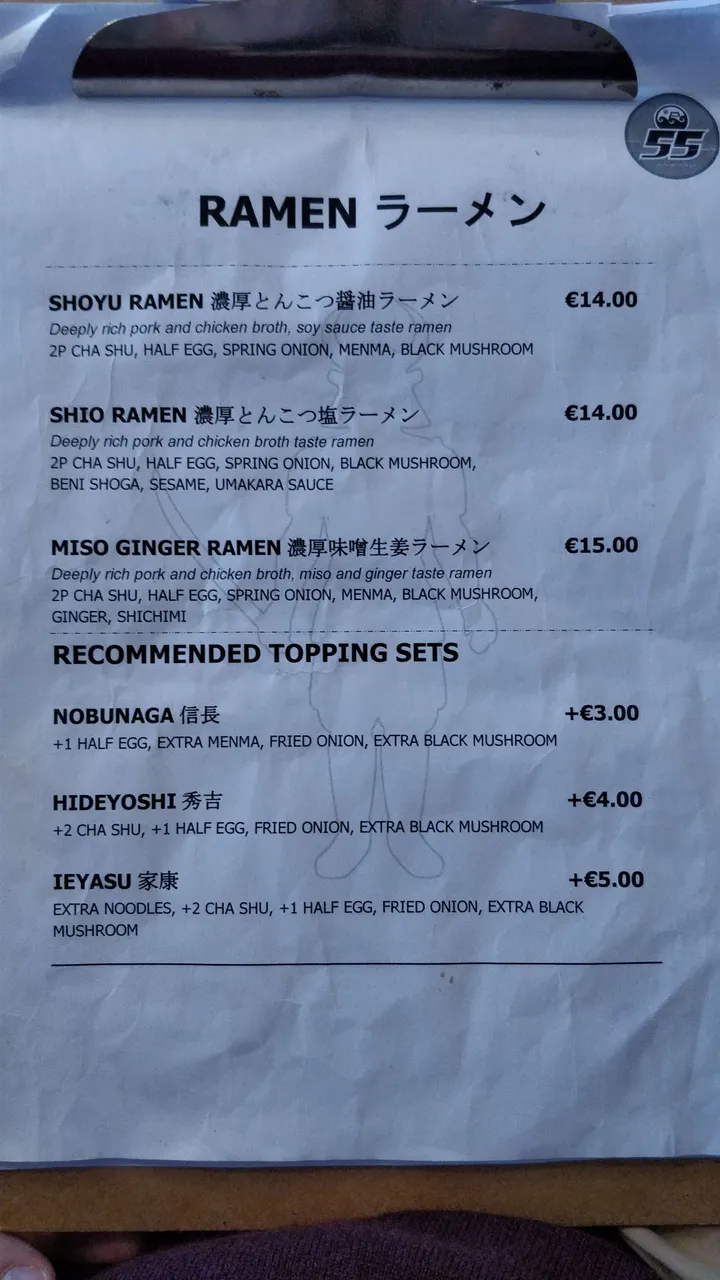 55
RAMEN ラーメン
SHOYU RAMEN 濃厚とんこつ醤油ラーメン €14.00
Deeply rich pork and chicken broth, soy sauce taste ramen
2P CHA SHU, HALF EGG, SPRING ONION, MENMA, BLACK MUSHROOM
SHIO RAMEN 濃厚とんこつ塩ラーメン €14.00
Deeply rich pork and chicken broth taste ramen
2P CHA SHU, HALF EGG, SPRING ONION, BLACK MUSHROOM,
BENI SHOGA, SESAME, UMAKARA SAUCE
MISO GINGER RAMEN 濃厚味噌生姜ラーメン €15.00
Deeply rich pork and chicken broth, miso and ginger taste ramen
2P CHA SHU, HALF EGG, SPRING ONION, MENMA, BLACK MUSHROOM,
GINGER, SHICHIMI
RECOMMENDED TOPPING SETS
NOBUNAGA 信長 +€3.00
+1 HALF EGG, EXTRA MENMA, FRIED ONION, EXTRA BLACK MUSHROOM
HIDEYOSHI 秀吉 +€4.00
+2 CHA SHU, +1 HALF EGG, FRIED ONION, EXTRA BLACK MUSHROOM
IEYASU 家康 +€5.00
EXTRA NOODLES, +2 CHA SHU, +1 HALF EGG, FRIED ONION, EXTRA BLACK
MUSHROOM